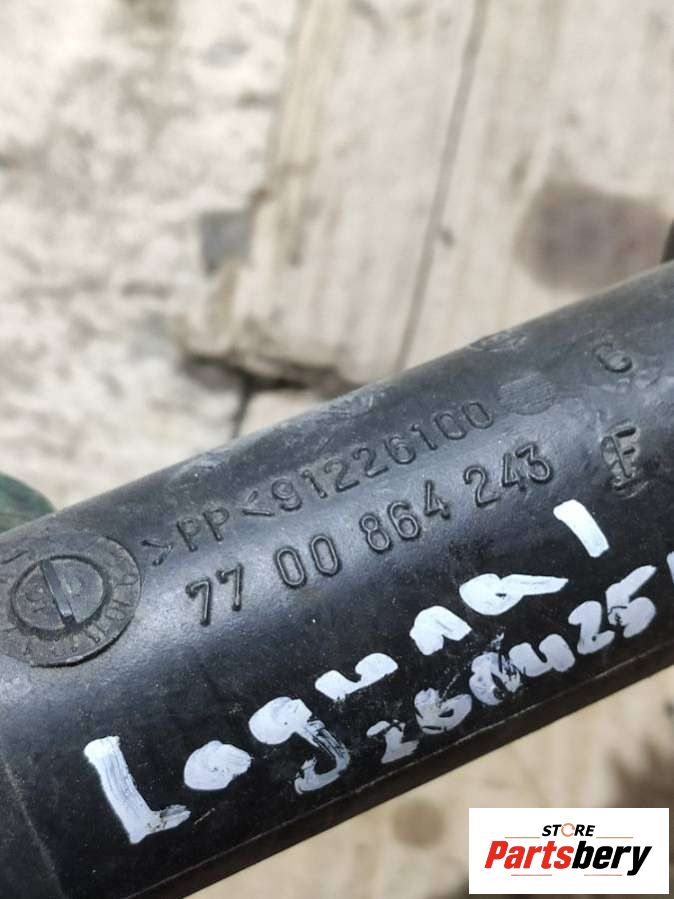 >PP< 91226100 G
77 00 864 243 E
Laguna 1
STORE
Partsbery